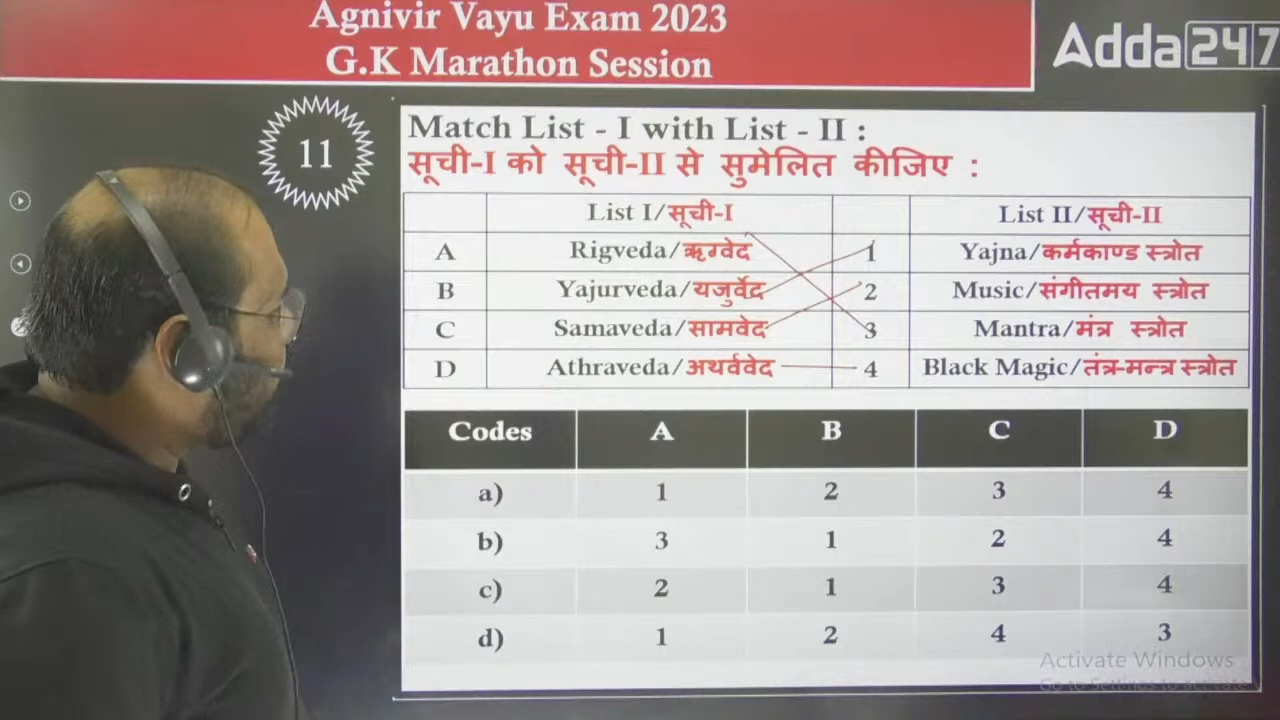 Agnivir Vayu Exam 2023
G.K Marathon Session
Adda247
11
Match List - I with List - II :
सूची-I को सूची-II से सुमेलित कीजिए :
List I/सूची-I List II/सूची-II
A Rigveda/ऋग्वेद 1 Yajna/कर्मकाण्ड स्त्रोत
B Yajurveda/यजुर्वेद 2 Music/संगीतमय स्त्रोत
C Samaveda/सामवेद 3 Mantra/मंत्र स्त्रोत
D Athraveda/अथर्ववेद 4 Black Magic/तंत्र-मन्त्र स्त्रोत
Codes A B C D
a) 1 2 3 4
b) 3 1 2 4
c) 2 1 3 4
d) 1 2 4 3
Activate Windows
Go to Settings to activate